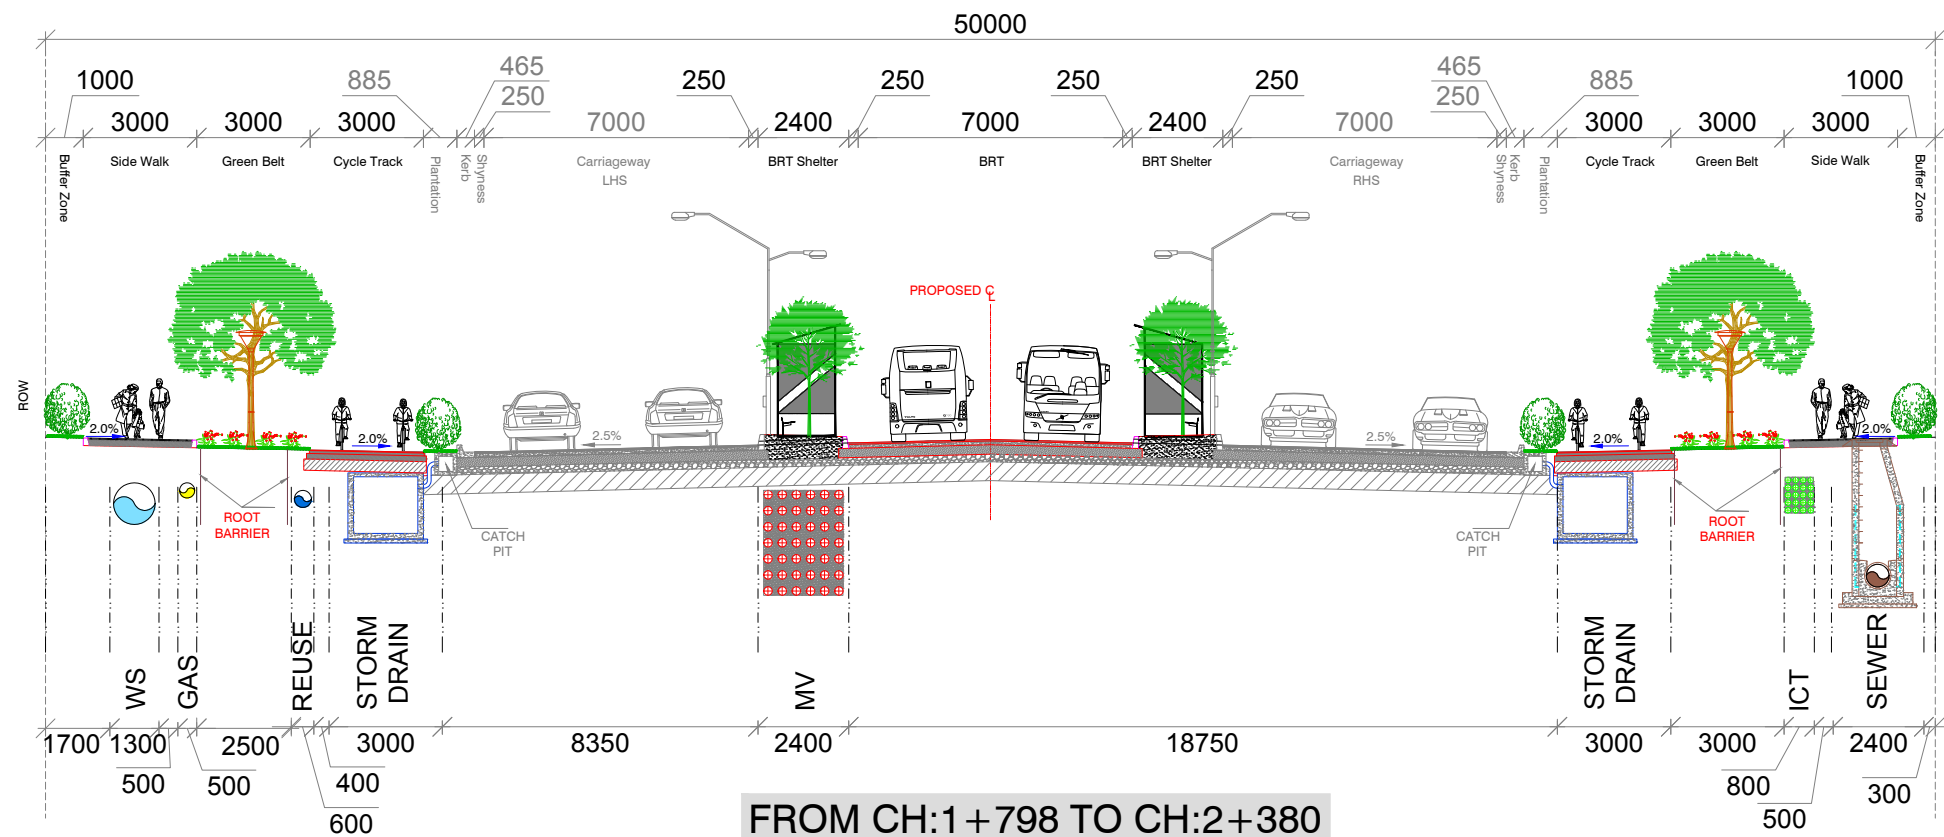 50000
1000 885 465 250 250 250 250 250 250 465 885 1000
3000 3000 3000 7000 2400 7000 2400 7000 3000 3000 3000
Buffer Zone
Side Walk
Green Belt
Cycle Track
Plantation
Kerb
Shyness
Carriageway
LHS
BRT Shelter
BRT
BRT Shelter
Carriageway
RHS
Shyness
Kerb
Plantation
Cycle Track
Green Belt
Side Walk
Buffer Zone
PROPOSED CL
ROW
2.0%
2.0%
2.5%
2.5%
2.0%
2.0%
ROOT
BARRIER
CATCH
PIT
CATCH
PIT
ROOT
BARRIER
WS
GAS
REUSE
STORM
DRAIN
MV
STORM
DRAIN
ICT
SEWER
1700 1300 2500 3000 8350 2400 18750 3000 3000 2400
500 500 400 800 300
600 500
FROM CH:1+798 TO CH:2+380